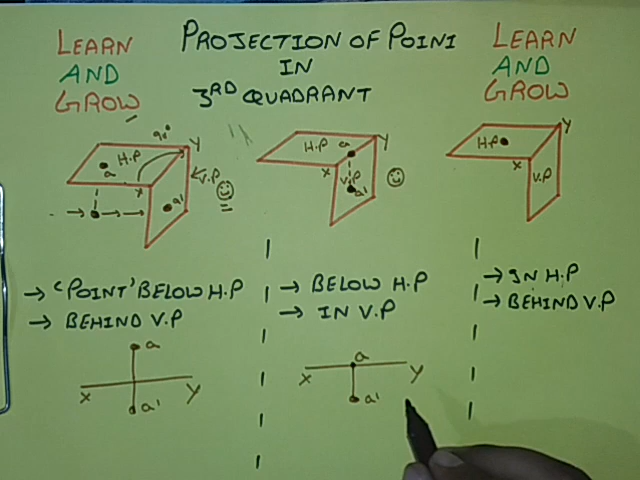 LEARN
AND
GROW
PROJECTION OF POINT
IN
3RD QUADRANT
LEARN
AND
GROW
90°
Y
H.P
a
V.P
X
a'
H.P
a
Y
X
V.P
a'
H.P
Y
X
V.P
→ 'POINT' BELOW H.P
→ BEHIND V.P
→ BELOW H.P
→ IN V.P
→ IN H.P
→ BEHIND V.P
a
X
Y
a'
a
X
Y
a'